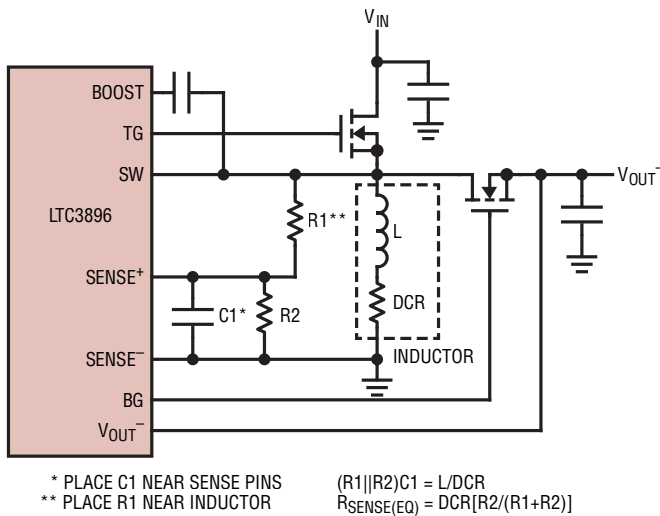 V_IN
BOOST
TG
SW
V_OUT^–
LTC3896
R1**
L
SENSE^+
DCR
C1*
R2
SENSE^–
INDUCTOR
BG
V_OUT^–
* PLACE C1 NEAR SENSE PINS
(R1||R2)C1 = L/DCR
** PLACE R1 NEAR INDUCTOR
R_SENSE(EQ) = DCR[R2/(R1+R2)]